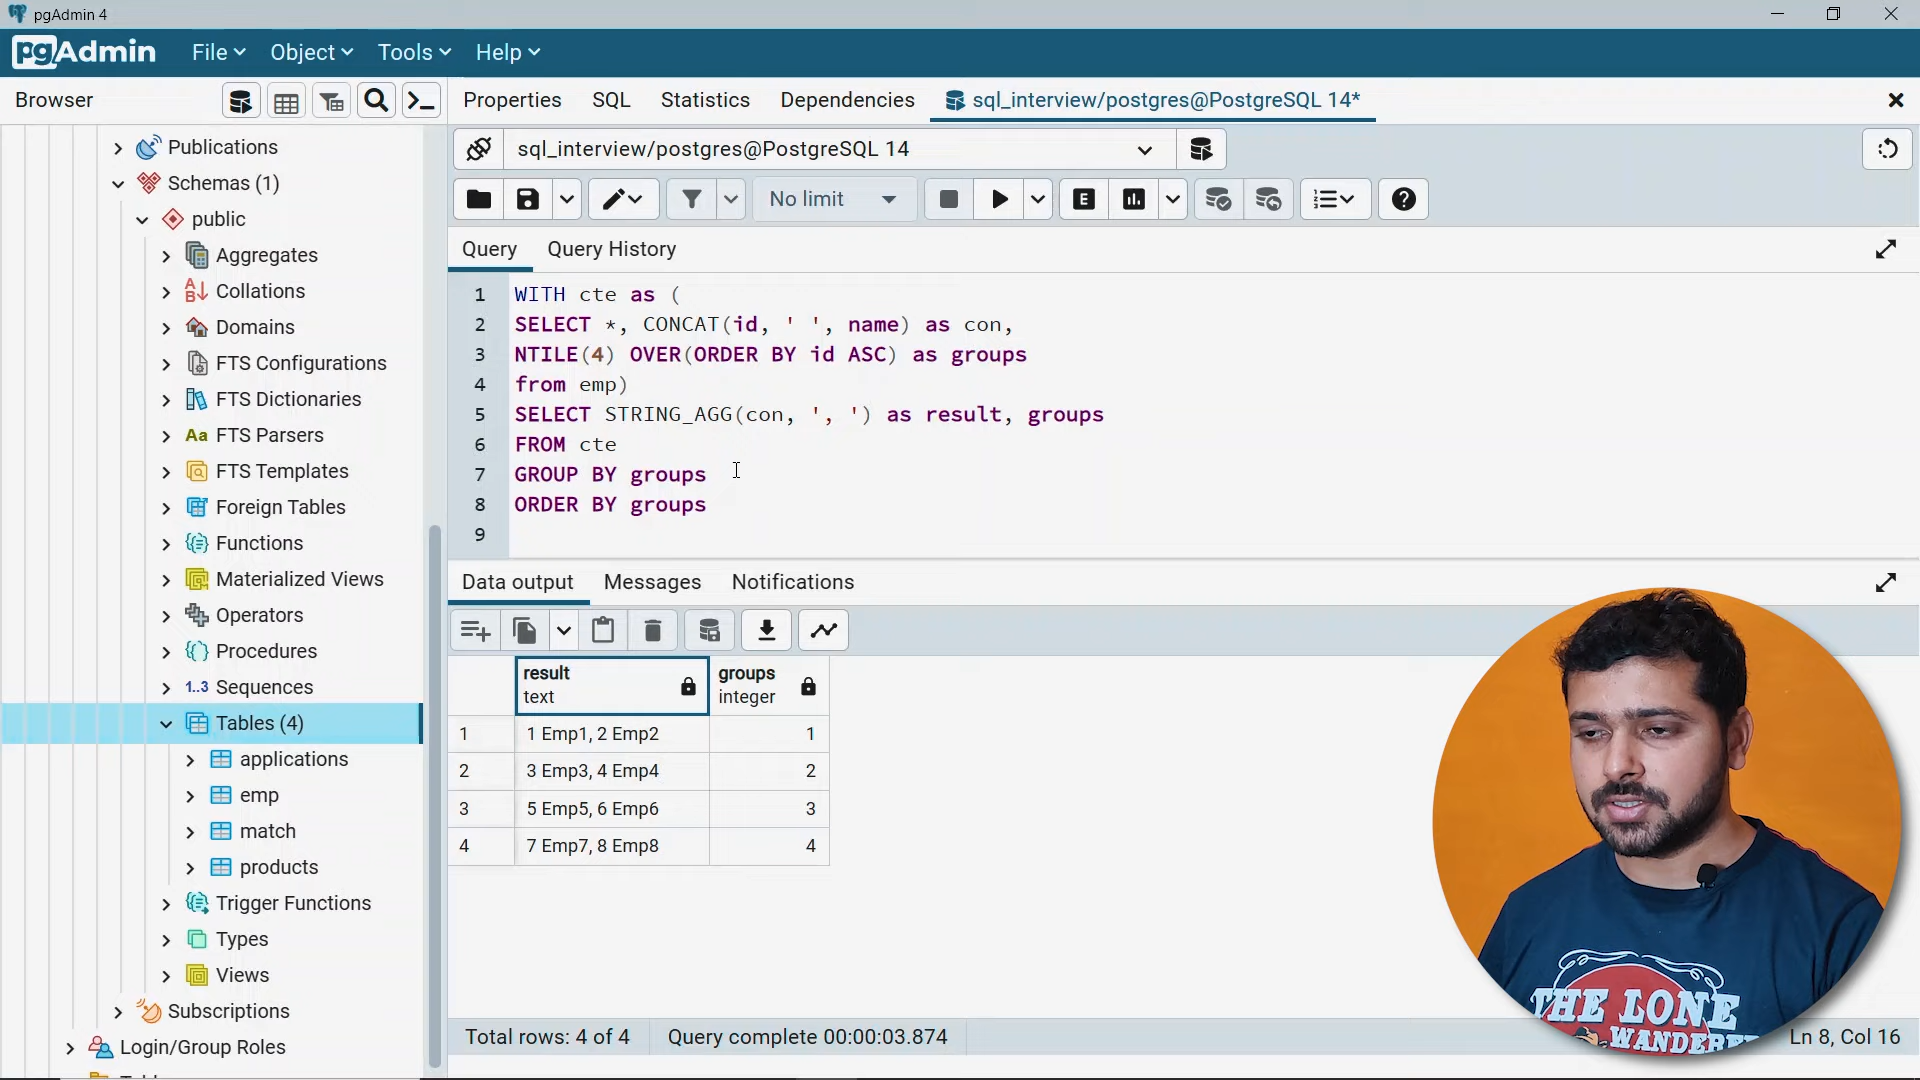 pgAdmin 4
pgAdmin File Object Tools Help
Browser
Properties SQL Statistics Dependencies sql_interview/postgres@PostgreSQL 14*
Publications
Schemas (1)
public
Aggregates
Collations
Domains
FTS Configurations
FTS Dictionaries
FTS Parsers
FTS Templates
Foreign Tables
Functions
Materialized Views
Operators
Procedures
1..3 Sequences
Tables (4)
applications
emp
match
products
Trigger Functions
Types
Views
Subscriptions
Login/Group Roles
sql_interview/postgres@PostgreSQL 14
No limit
Query Query History
1 WITH cte as (
2 SELECT *, CONCAT(id, ' ', name) as con,
3 NTILE(4) OVER(ORDER BY id ASC) as groups
4 from emp)
5 SELECT STRING_AGG(con, ', ') as result, groups
6 FROM cte
7 GROUP BY groups
8 ORDER BY groups
9
Data output Messages Notifications
result groups
text integer
1 1 Emp1, 2 Emp2 1
2 3 Emp3, 4 Emp4 2
3 5 Emp5, 6 Emp6 3
4 7 Emp7, 8 Emp8 4
THE LONE
WANDERE
Total rows: 4 of 4 Query complete 00:00:03.874 Ln 8, Col 16